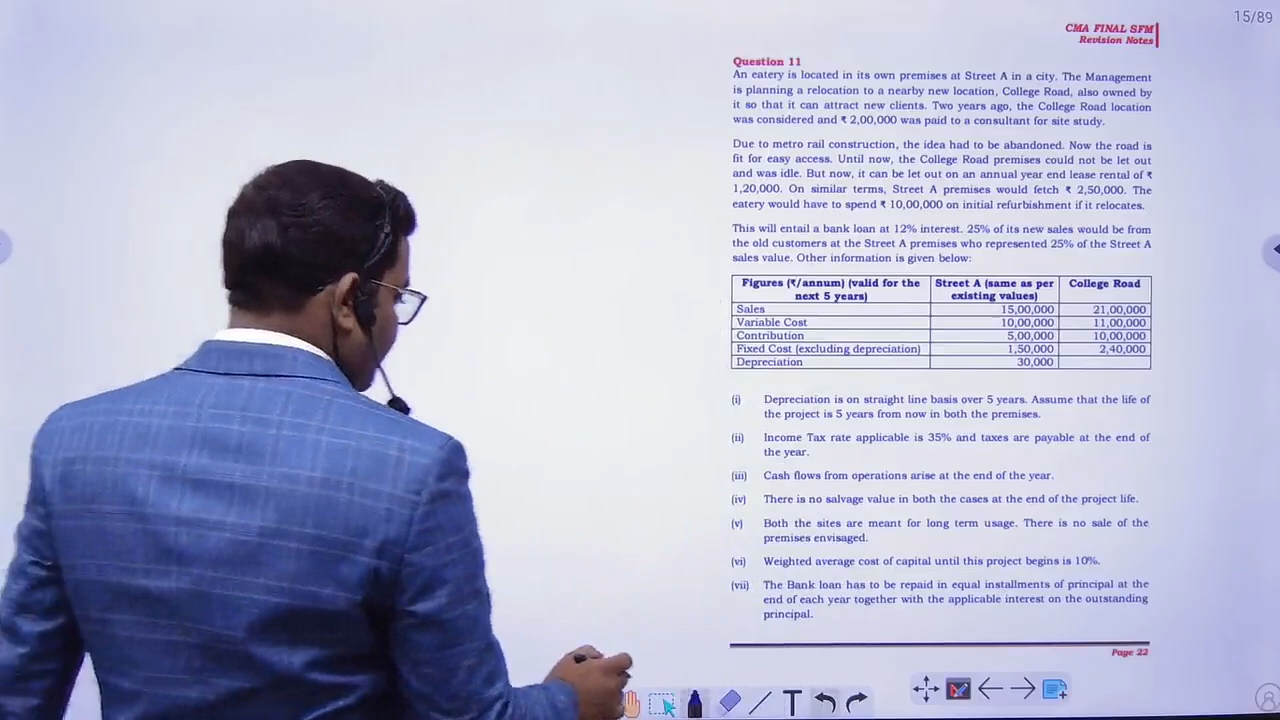 15/89
CMA FINAL SFM
Revision Notes
Question 11
An eatery is located in its own premises at Street A in a city. The Management
is planning a relocation to a nearby new location, College Road, also owned by
it so that it can attract new clients. Two years ago, the College Road location
was considered and ₹ 2,00,000 was paid to a consultant for site study.
Due to metro rail construction, the idea had to be abandoned. Now the road is
fit for easy access. Until now, the College Road premises could not be let out
and was idle. But now, it can be let out on an annual year end lease rental of ₹
1,20,000. On similar terms, Street A premises would fetch ₹ 2,50,000. The
eatery would have to spend ₹ 10,00,000 on initial refurbishment if it relocates.
This will entail a bank loan at 12% interest. 25% of its new sales would be from
the old customers at the Street A premises who represented 25% of the Street A
sales value. Other information is given below:
Figures (₹/annum) (valid for the next 5 years) Street A (same as per existing values) College Road
Sales 15,00,000 21,00,000
Variable Cost 10,00,000 11,00,000
Contribution 5,00,000 10,00,000
Fixed Cost (excluding depreciation) 1,50,000 2,40,000
Depreciation 30,000
(i) Depreciation is on straight line basis over 5 years. Assume that the life of
the project is 5 years from now in both the premises.
(ii) Income Tax rate applicable is 35% and taxes are payable at the end of
the year.
(iii) Cash flows from operations arise at the end of the year.
(iv) There is no salvage value in both the cases at the end of the project life.
(v) Both the sites are meant for long term usage. There is no sale of the
premises envisaged.
(vi) Weighted average cost of capital until this project begins is 10%.
(vii) The Bank loan has to be repaid in equal installments of principal at the
end of each year together with the applicable interest on the outstanding
principal.
Page 22
T